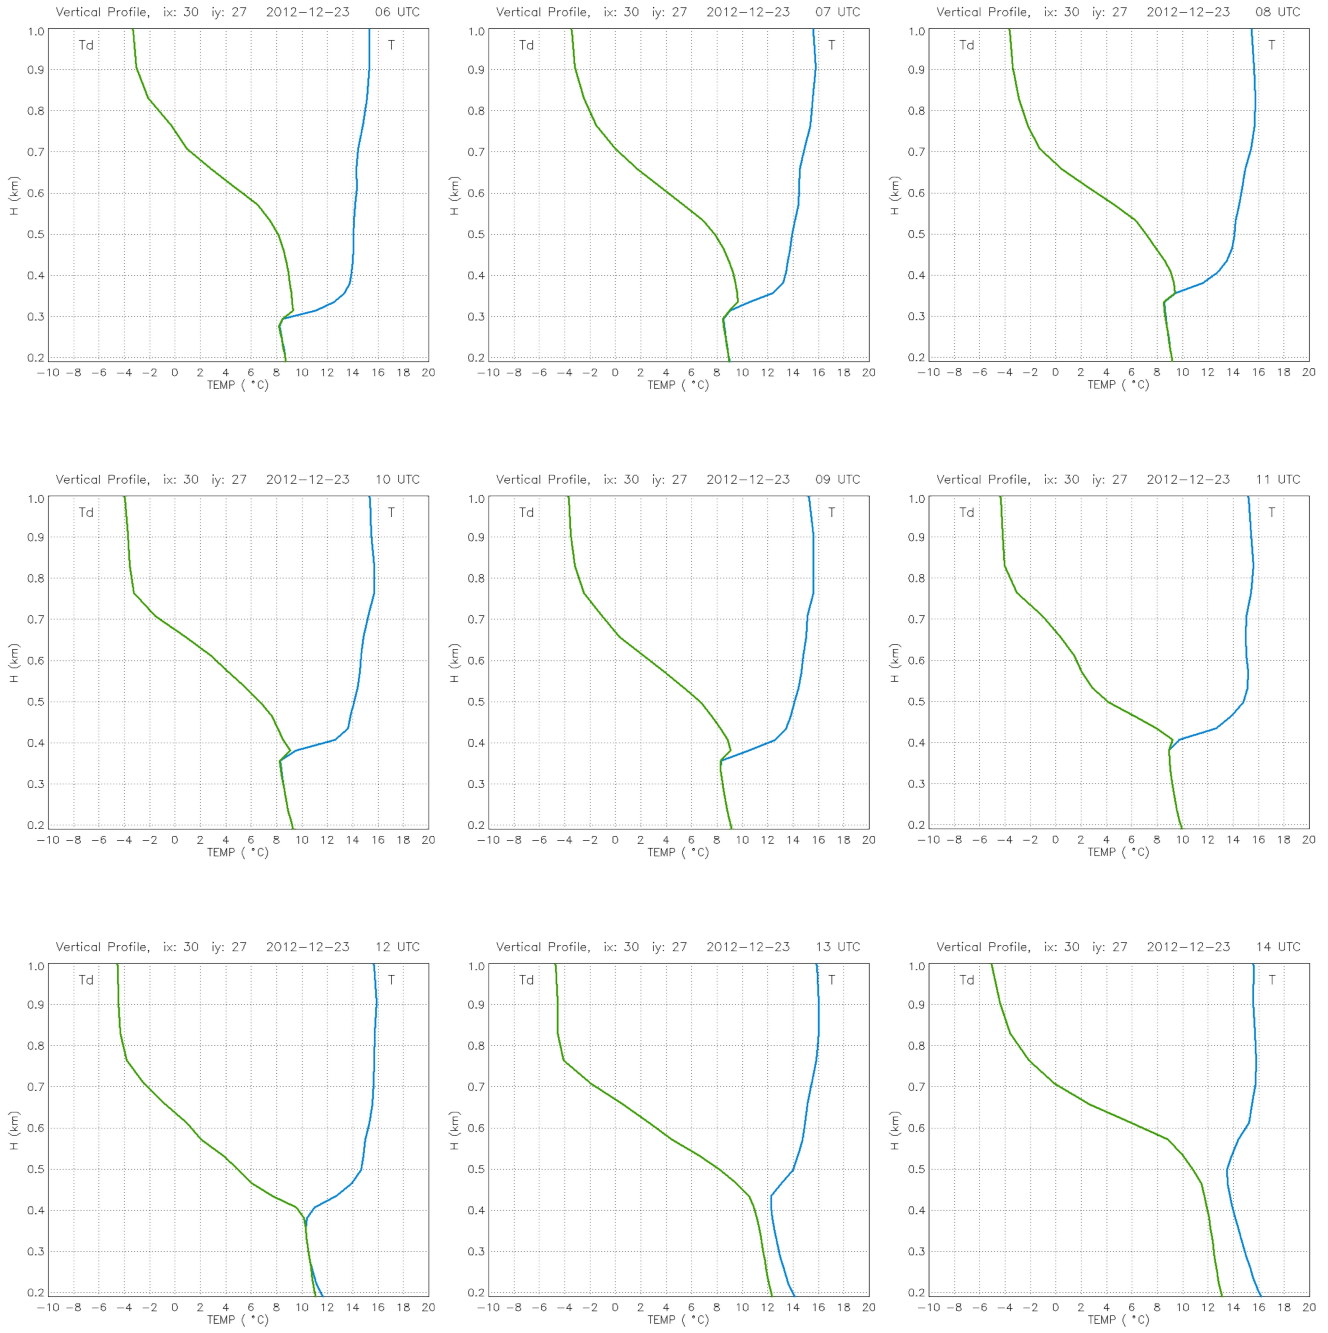 Vertical Profile, ix: 30 iy: 27 2012-12-23 06 UTC
Td T
1.0
0.9
0.8
0.7
0.6
0.5
0.4
0.3
0.2
H (km)
-10 -8 -6 -4 -2 0 2 4 6 8 10 12 14 16 18 20
TEMP ( °C)
Vertical Profile, ix: 30 iy: 27 2012-12-23 07 UTC
Td T
1.0
0.9
0.8
0.7
0.6
0.5
0.4
0.3
0.2
H (km)
-10 -8 -6 -4 -2 0 2 4 6 8 10 12 14 16 18 20
TEMP ( °C)
Vertical Profile, ix: 30 iy: 27 2012-12-23 08 UTC
Td T
1.0
0.9
0.8
0.7
0.6
0.5
0.4
0.3
0.2
H (km)
-10 -8 -6 -4 -2 0 2 4 6 8 10 12 14 16 18 20
TEMP ( °C)
Vertical Profile, ix: 30 iy: 27 2012-12-23 10 UTC
Td T
1.0
0.9
0.8
0.7
0.6
0.5
0.4
0.3
0.2
H (km)
-10 -8 -6 -4 -2 0 2 4 6 8 10 12 14 16 18 20
TEMP ( °C)
Vertical Profile, ix: 30 iy: 27 2012-12-23 09 UTC
Td T
1.0
0.9
0.8
0.7
0.6
0.5
0.4
0.3
0.2
H (km)
-10 -8 -6 -4 -2 0 2 4 6 8 10 12 14 16 18 20
TEMP ( °C)
Vertical Profile, ix: 30 iy: 27 2012-12-23 11 UTC
Td T
1.0
0.9
0.8
0.7
0.6
0.5
0.4
0.3
0.2
H (km)
-10 -8 -6 -4 -2 0 2 4 6 8 10 12 14 16 18 20
TEMP ( °C)
Vertical Profile, ix: 30 iy: 27 2012-12-23 12 UTC
Td T
1.0
0.9
0.8
0.7
0.6
0.5
0.4
0.3
0.2
H (km)
-10 -8 -6 -4 -2 0 2 4 6 8 10 12 14 16 18 20
TEMP ( °C)
Vertical Profile, ix: 30 iy: 27 2012-12-23 13 UTC
Td T
1.0
0.9
0.8
0.7
0.6
0.5
0.4
0.3
0.2
H (km)
-10 -8 -6 -4 -2 0 2 4 6 8 10 12 14 16 18 20
TEMP ( °C)
Vertical Profile, ix: 30 iy: 27 2012-12-23 14 UTC
Td T
1.0
0.9
0.8
0.7
0.6
0.5
0.4
0.3
0.2
H (km)
-10 -8 -6 -4 -2 0 2 4 6 8 10 12 14 16 18 20
TEMP ( °C)